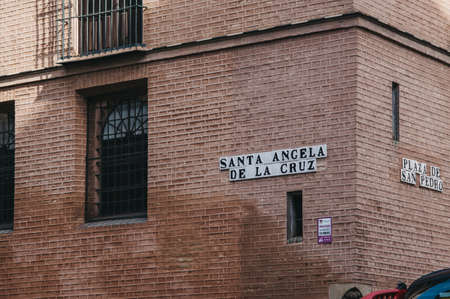 SANTA ANGELA
DE LA CRUZ
PLAZA DE
SAN PEDRO